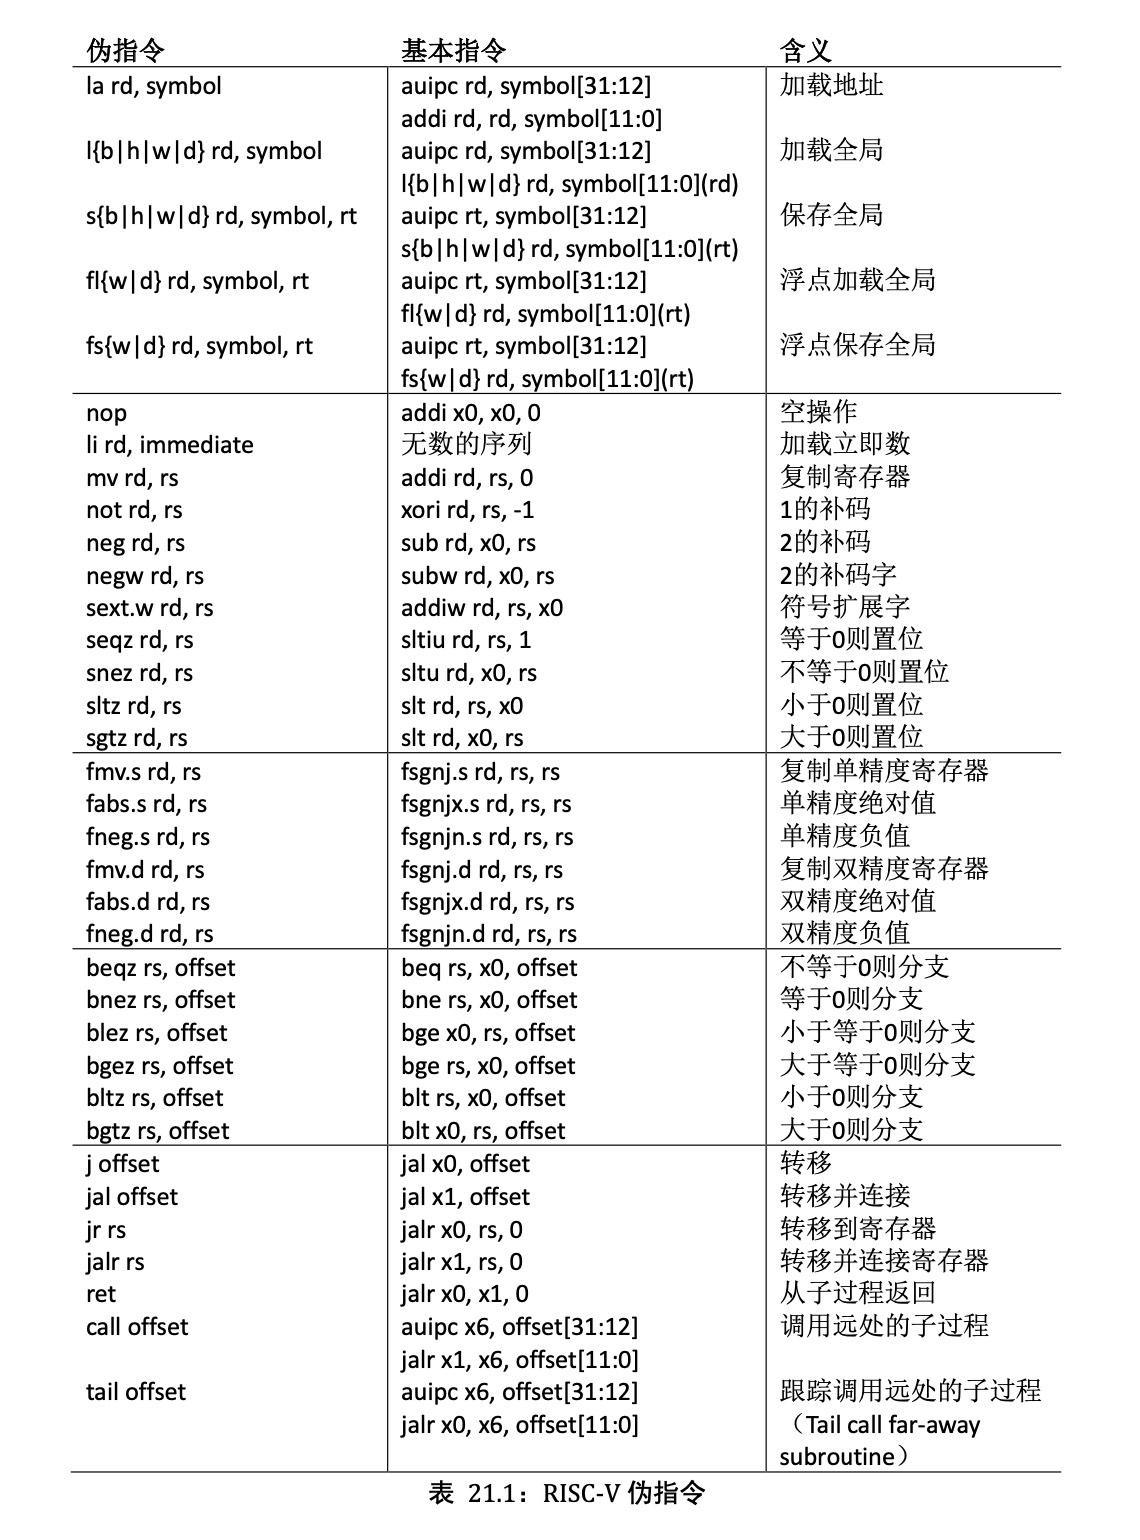 伪指令 基本指令 含义
la rd, symbol auipc rd, symbol[31:12] 加载地址
addi rd, rd, symbol[11:0]
l{b|h|w|d} rd, symbol auipc rd, symbol[31:12] 加载全局
l{b|h|w|d} rd, symbol[11:0](rd)
s{b|h|w|d} rd, symbol, rt auipc rt, symbol[31:12] 保存全局
s{b|h|w|d} rd, symbol[11:0](rt)
fl{w|d} rd, symbol, rt auipc rt, symbol[31:12] 浮点加载全局
fl{w|d} rd, symbol[11:0](rt)
fs{w|d} rd, symbol, rt auipc rt, symbol[31:12] 浮点保存全局
fs{w|d} rd, symbol[11:0](rt)
nop addi x0, x0, 0 空操作
li rd, immediate 无数的序列 加载立即数
mv rd, rs addi rd, rs, 0 复制寄存器
not rd, rs xori rd, rs, -1 1的补码
neg rd, rs sub rd, x0, rs 2的补码
negw rd, rs subw rd, x0, rs 2的补码字
sext.w rd, rs addiw rd, rs, x0 符号扩展字
seqz rd, rs sltiu rd, rs, 1 等于0则置位
snez rd, rs sltu rd, x0, rs 不等于0则置位
sltz rd, rs slt rd, rs, x0 小于0则置位
sgtz rd, rs slt rd, x0, rs 大于0则置位
fmv.s rd, rs fsgnj.s rd, rs, rs 复制单精度寄存器
fabs.s rd, rs fsgnjx.s rd, rs, rs 单精度绝对值
fneg.s rd, rs fsgnjn.s rd, rs, rs 单精度负值
fmv.d rd, rs fsgnj.d rd, rs, rs 复制双精度寄存器
fabs.d rd, rs fsgnjx.d rd, rs, rs 双精度绝对值
fneg.d rd, rs fsgnjn.d rd, rs, rs 双精度负值
beqz rs, offset beq rs, x0, offset 不等于0则分支
bnez rs, offset bne rs, x0, offset 等于0则分支
blez rs, offset bge x0, rs, offset 小于等于0则分支
bgez rs, offset bge rs, x0, offset 大于等于0则分支
bltz rs, offset blt rs, x0, offset 小于0则分支
bgtz rs, offset blt x0, rs, offset 大于0则分支
j offset jal x0, offset 转移
jal offset jal x1, offset 转移并连接
jr rs jalr x0, rs, 0 转移到寄存器
jalr rs jalr x1, rs, 0 转移并连接寄存器
ret jalr x0, x1, 0 从子过程返回
call offset auipc x6, offset[31:12] 调用远处的子过程
jalr x1, x6, offset[11:0]
tail offset auipc x6, offset[31:12] 跟踪调用远处的子过程
jalr x0, x6, offset[11:0] （Tail call far-away
subroutine）
表 21.1：RISC-V 伪指令